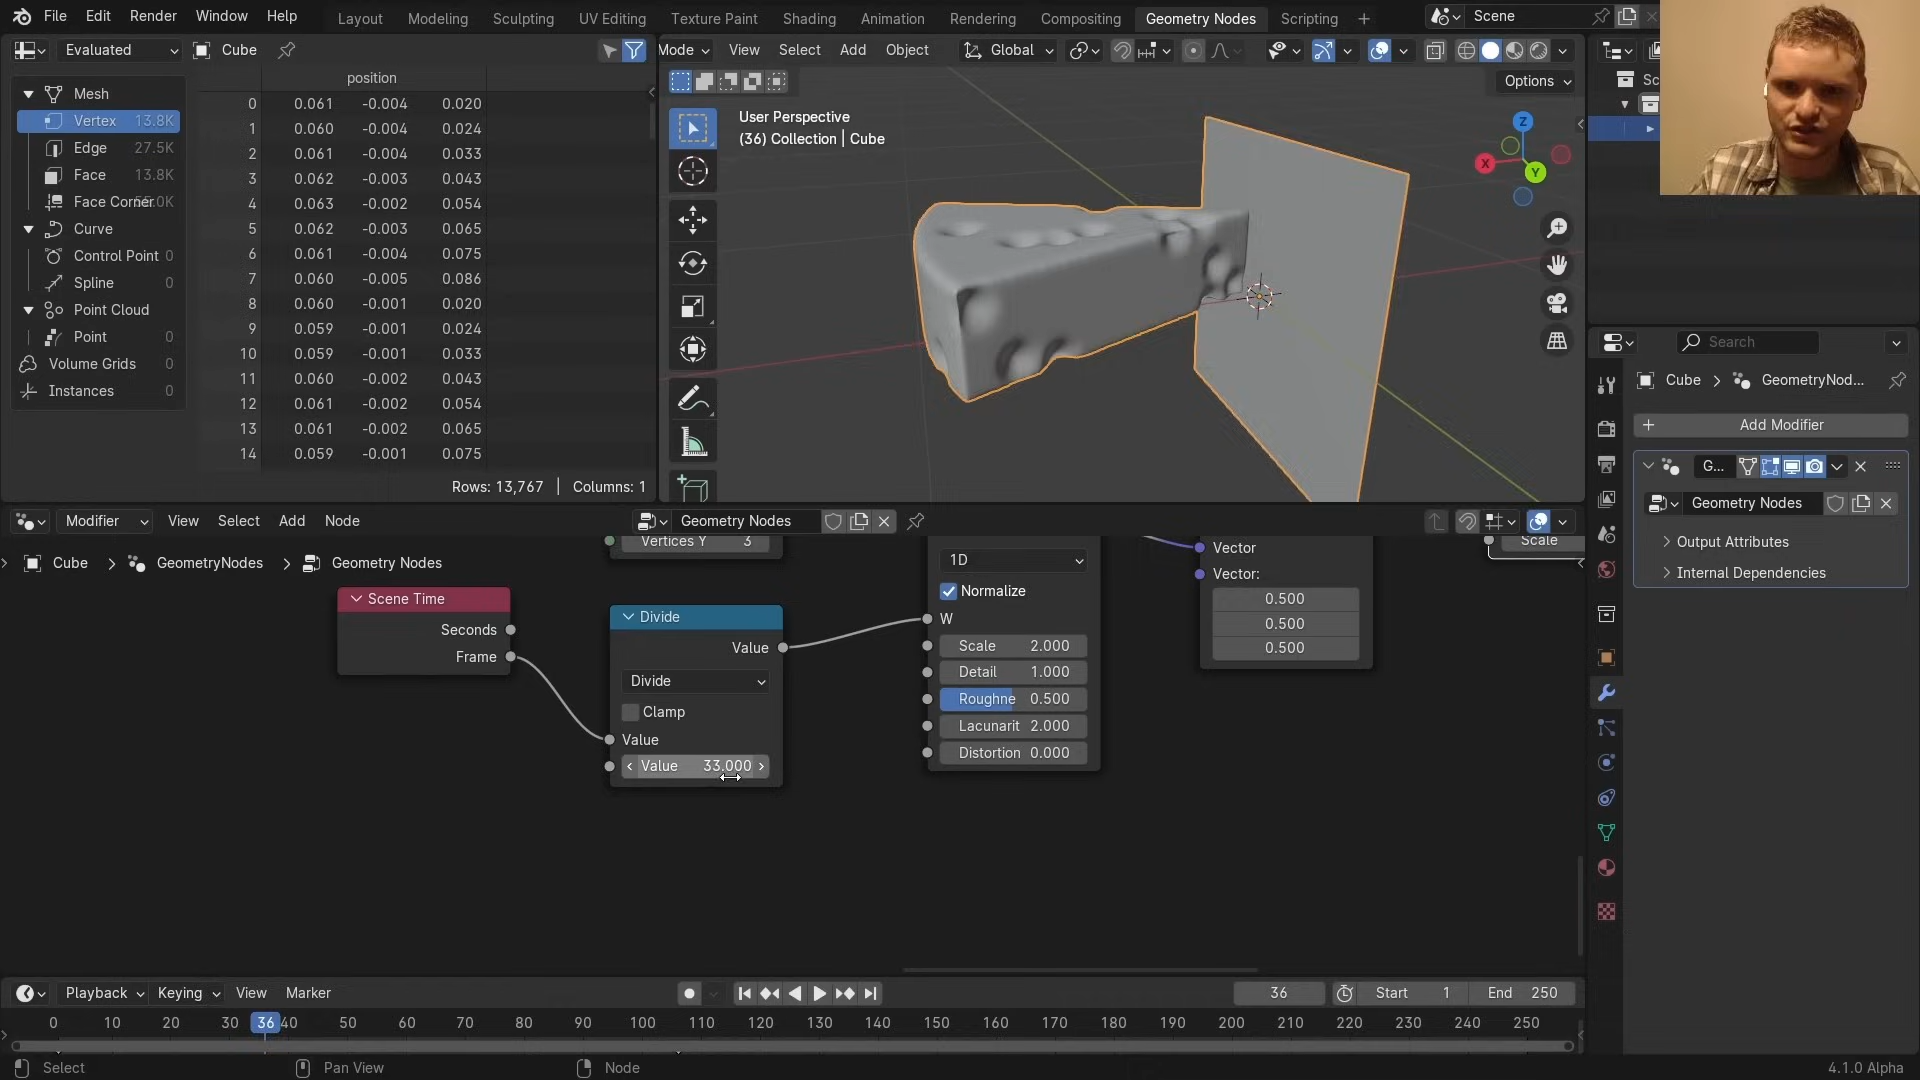 File Edit Render Window Help Layout Modeling Sculpting UV Editing Texture Paint Shading Animation Rendering Compositing Geometry Nodes Scripting + Scene
Evaluated Cube
Mode View Select Add Object Global
Options
position
Mesh
Vertex 13.8K
Edge 27.5K
Face 13.8K
Face Corner
Curve
Control Point 0
Spline 0
Point Cloud
Point 0
Volume Grids 0
Instances 0
0 0.061 -0.004 0.020
1 0.060 -0.004 0.024
2 0.061 -0.004 0.033
3 0.062 -0.003 0.043
4 0.063 -0.002 0.054
5 0.062 -0.003 0.065
6 0.061 -0.004 0.075
7 0.060 -0.005 0.086
8 0.060 -0.001 0.020
9 0.059 -0.001 0.024
10 0.059 -0.001 0.033
11 0.060 -0.002 0.043
12 0.061 -0.002 0.054
13 0.061 -0.002 0.065
14 0.059 -0.001 0.075
Rows: 13,767 | Columns: 1
User Perspective
(36) Collection | Cube
Z
X
Y
Sc
Search
Cube > GeometryNod...
+ Add Modifier
G...
Geometry Nodes
Output Attributes
Internal Dependencies
Modifier View Select Add Node Geometry Nodes
Cube > GeometryNodes > Geometry Nodes
Vertices Y 3
Scene Time
Seconds
Frame
Divide
Value
Divide
Clamp
Value
Value 33.000
1D
Normalize
W
Scale 2.000
Detail 1.000
Roughne 0.500
Lacunarit 2.000
Distortion 0.000
Vector
Vector:
0.500
0.500
0.500
Scale
Playback Keying View Marker 36 Start 1 End 250
0 10 20 30 36 40 50 60 70 80 90 100 110 120 130 140 150 160 170 180 190 200 210 220 230 240 250
Select Pan View Node 4.1.0 Alpha